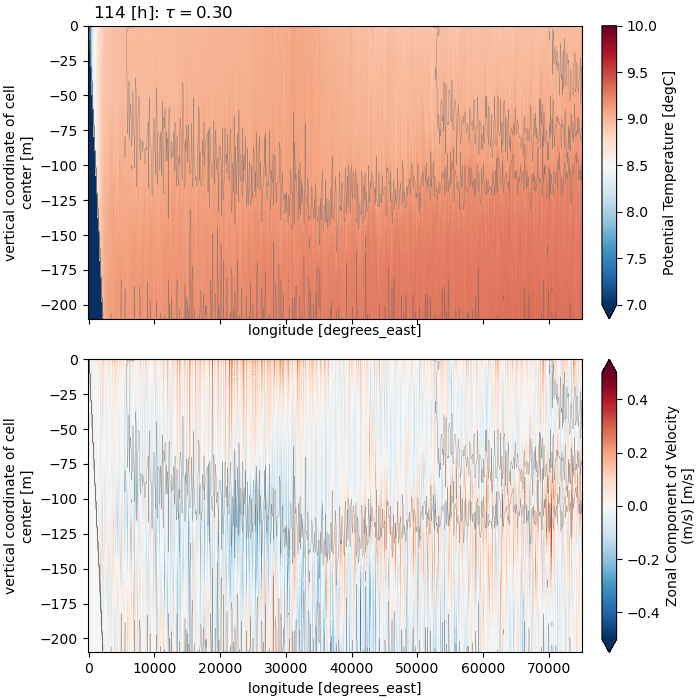 114 [h]: τ = 0.30
0
−25
−50
−75
−100
−125
−150
−175
−200
vertical coordinate of cell
center [m]
longitude [degrees_east]
10.0
9.5
9.0
8.5
8.0
7.5
7.0
Potential Temperature [degC]
0
−25
−50
−75
−100
−125
−150
−175
−200
vertical coordinate of cell
center [m]
0 10000 20000 30000 40000 50000 60000 70000
longitude [degrees_east]
0.4
0.2
0.0
−0.2
−0.4
Zonal Component of Velocity
(m/s) [m/s]